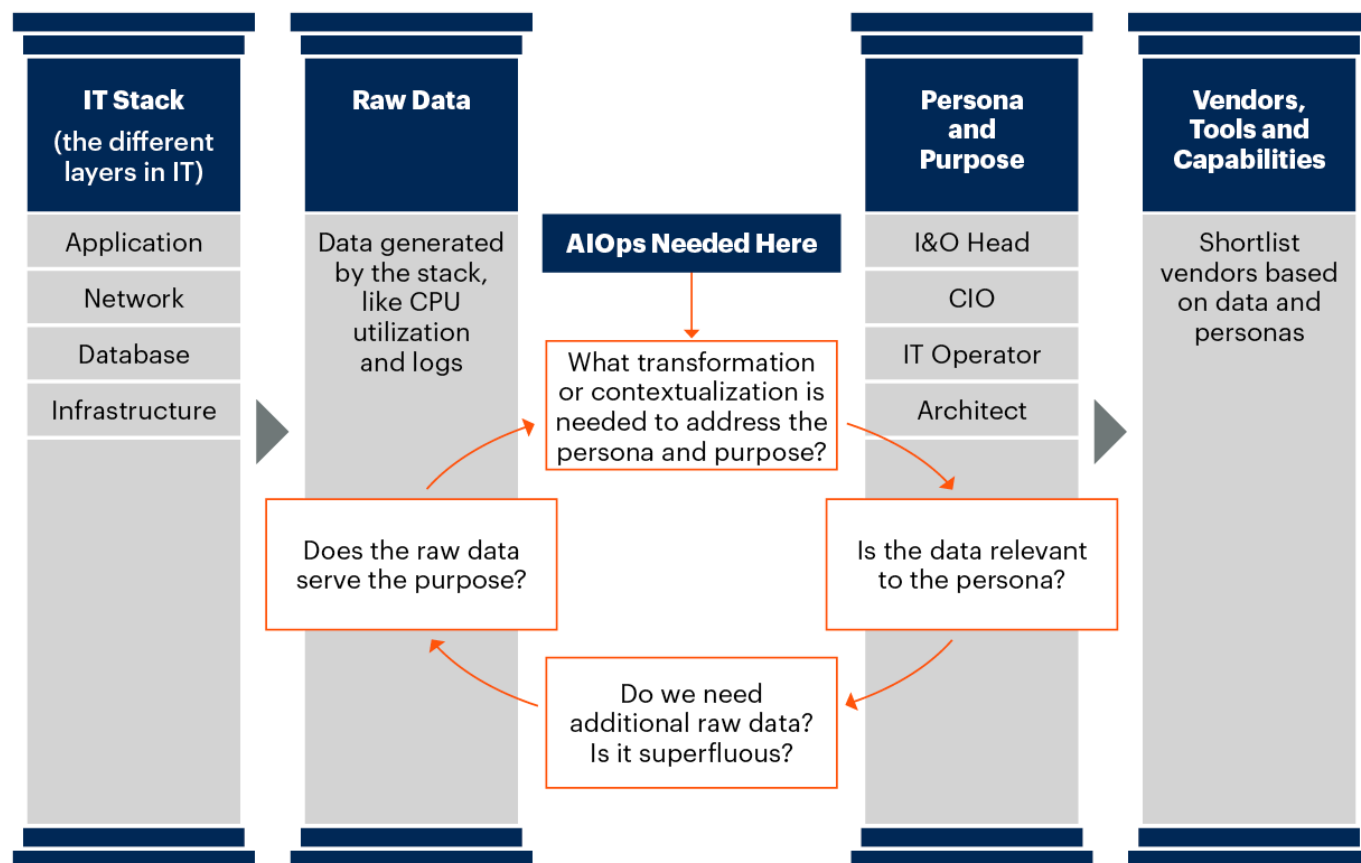 IT Stack
(the different
layers in IT)
Application
Network
Database
Infrastructure
Raw Data
Data generated
by the stack,
like CPU
utilization
and logs
AIOps Needed Here
What transformation
or contextualization is
needed to address the
persona and purpose?
Is the data relevant
to the persona?
Do we need
additional raw data?
Is it superfluous?
Does the raw data
serve the purpose?
Persona
and
Purpose
I&O Head
CIO
IT Operator
Architect
Vendors,
Tools and
Capabilities
Shortlist
vendors based
on data and
personas